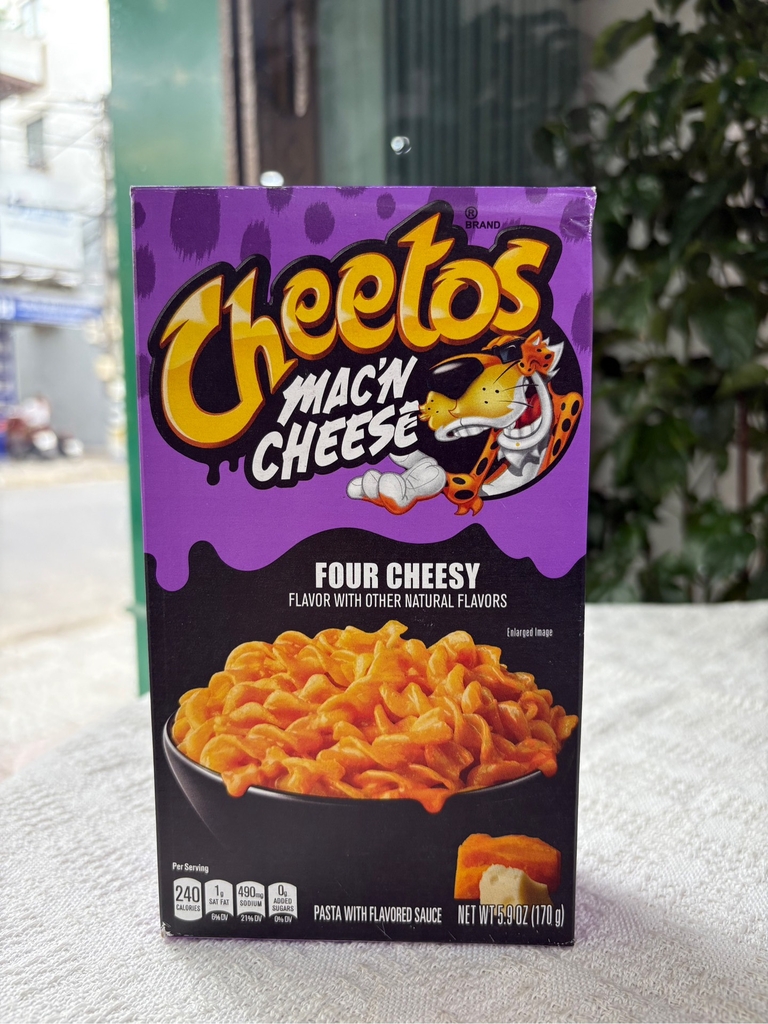 ®
BRAND
Cheetos
MAC'N
CHEESE
FOUR CHEESY
FLAVOR WITH OTHER NATURAL FLAVORS
Enlarged Image
Per Serving
240
CALORIES
1g
SAT FAT
6% DV
490mg
SODIUM
21% DV
0g
ADDED
SUGARS
0% DV
PASTA WITH FLAVORED SAUCE
NET WT 5.9 OZ (170 g)